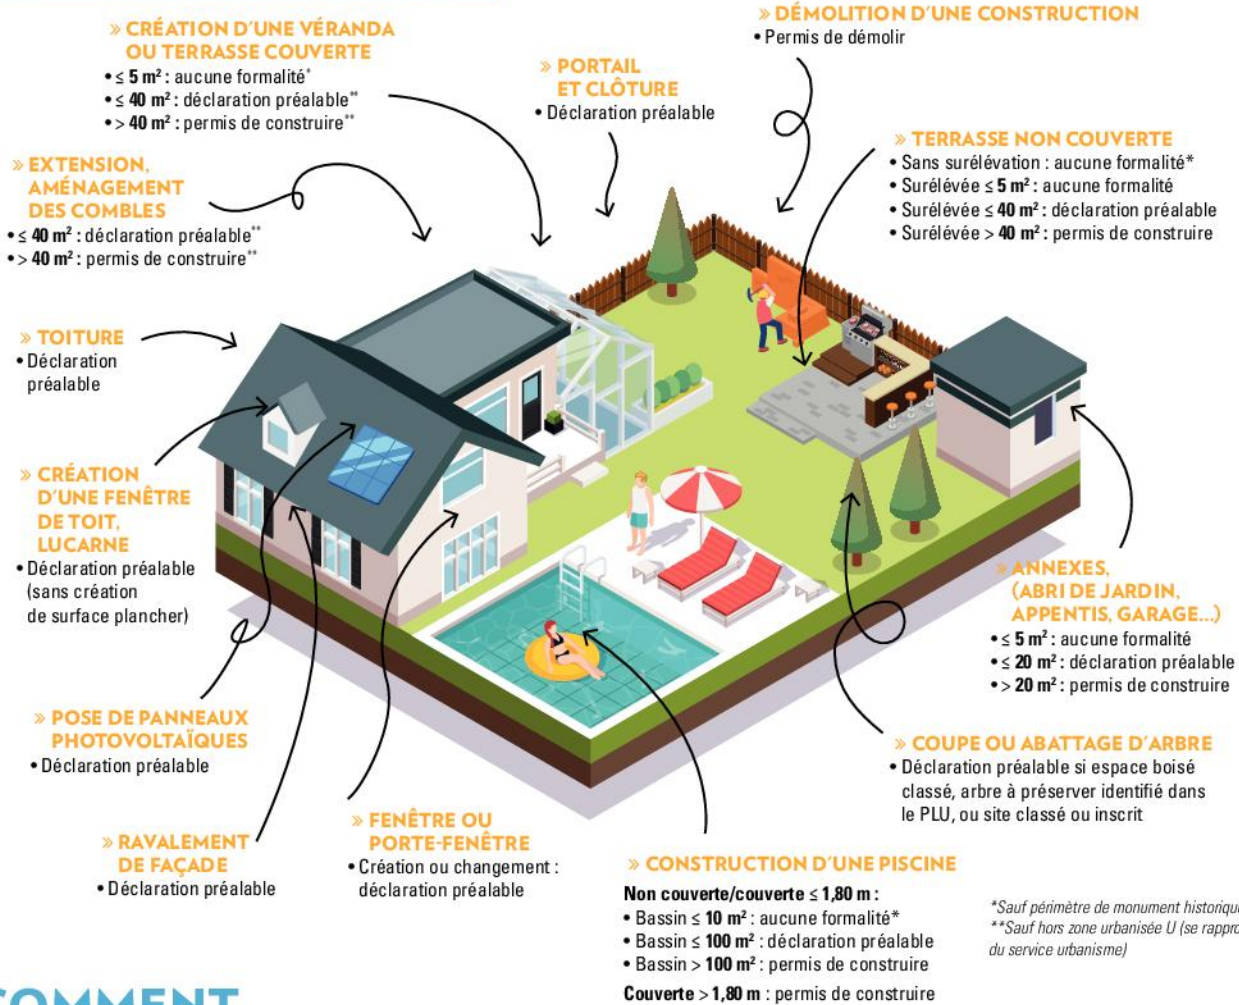 » CRÉATION D'UNE VÉRANDA
OU TERRASSE COUVERTE
• ≤ 5 m² : aucune formalité*
• ≤ 40 m² : déclaration préalable**
• > 40 m² : permis de construire**
» PORTAIL
ET CLÔTURE
• Déclaration préalable
» DÉMOLITION D'UNE CONSTRUCTION
• Permis de démolir
» TERRASSE NON COUVERTE
• Sans surélévation : aucune formalité*
• Surélevée ≤ 5 m² : aucune formalité
• Surélevée ≤ 40 m² : déclaration préalable
• Surélevée > 40 m² : permis de construire
» EXTENSION,
AMÉNAGEMENT
DES COMBLES
• ≤ 40 m² : déclaration préalable**
• > 40 m² : permis de construire**
» TOITURE
• Déclaration
préalable
» CRÉATION
D'UNE FENÊTRE
DE TOIT,
LUCARNE
• Déclaration préalable
(sans création
de surface plancher)
» ANNEXES,
(ABRI DE JARDIN,
APPENTIS, GARAGE...)
• ≤ 5 m² : aucune formalité
• ≤ 20 m² : déclaration préalable
• > 20 m² : permis de construire
» POSE DE PANNEAUX
PHOTOVOLTAÏQUES
• Déclaration préalable
» COUPE OU ABATTAGE D'ARBRE
• Déclaration préalable si espace boisé
classé, arbre à préserver identifié dans
le PLU, ou site classé ou inscrit
» RAVALEMENT
DE FAÇADE
• Déclaration préalable
» FENÊTRE OU
PORTE-FENÊTRE
• Création ou changement :
déclaration préalable
» CONSTRUCTION D'UNE PISCINE
Non couverte/couverte ≤ 1,80 m :
• Bassin ≤ 10 m² : aucune formalité*
• Bassin ≤ 100 m² : déclaration préalable
• Bassin > 100 m² : permis de construire
Couverte > 1,80 m : permis de construire
*Sauf périmètre de monument historique
**Sauf hors zone urbanisée U (se rappro
du service urbanisme)
COMMENT